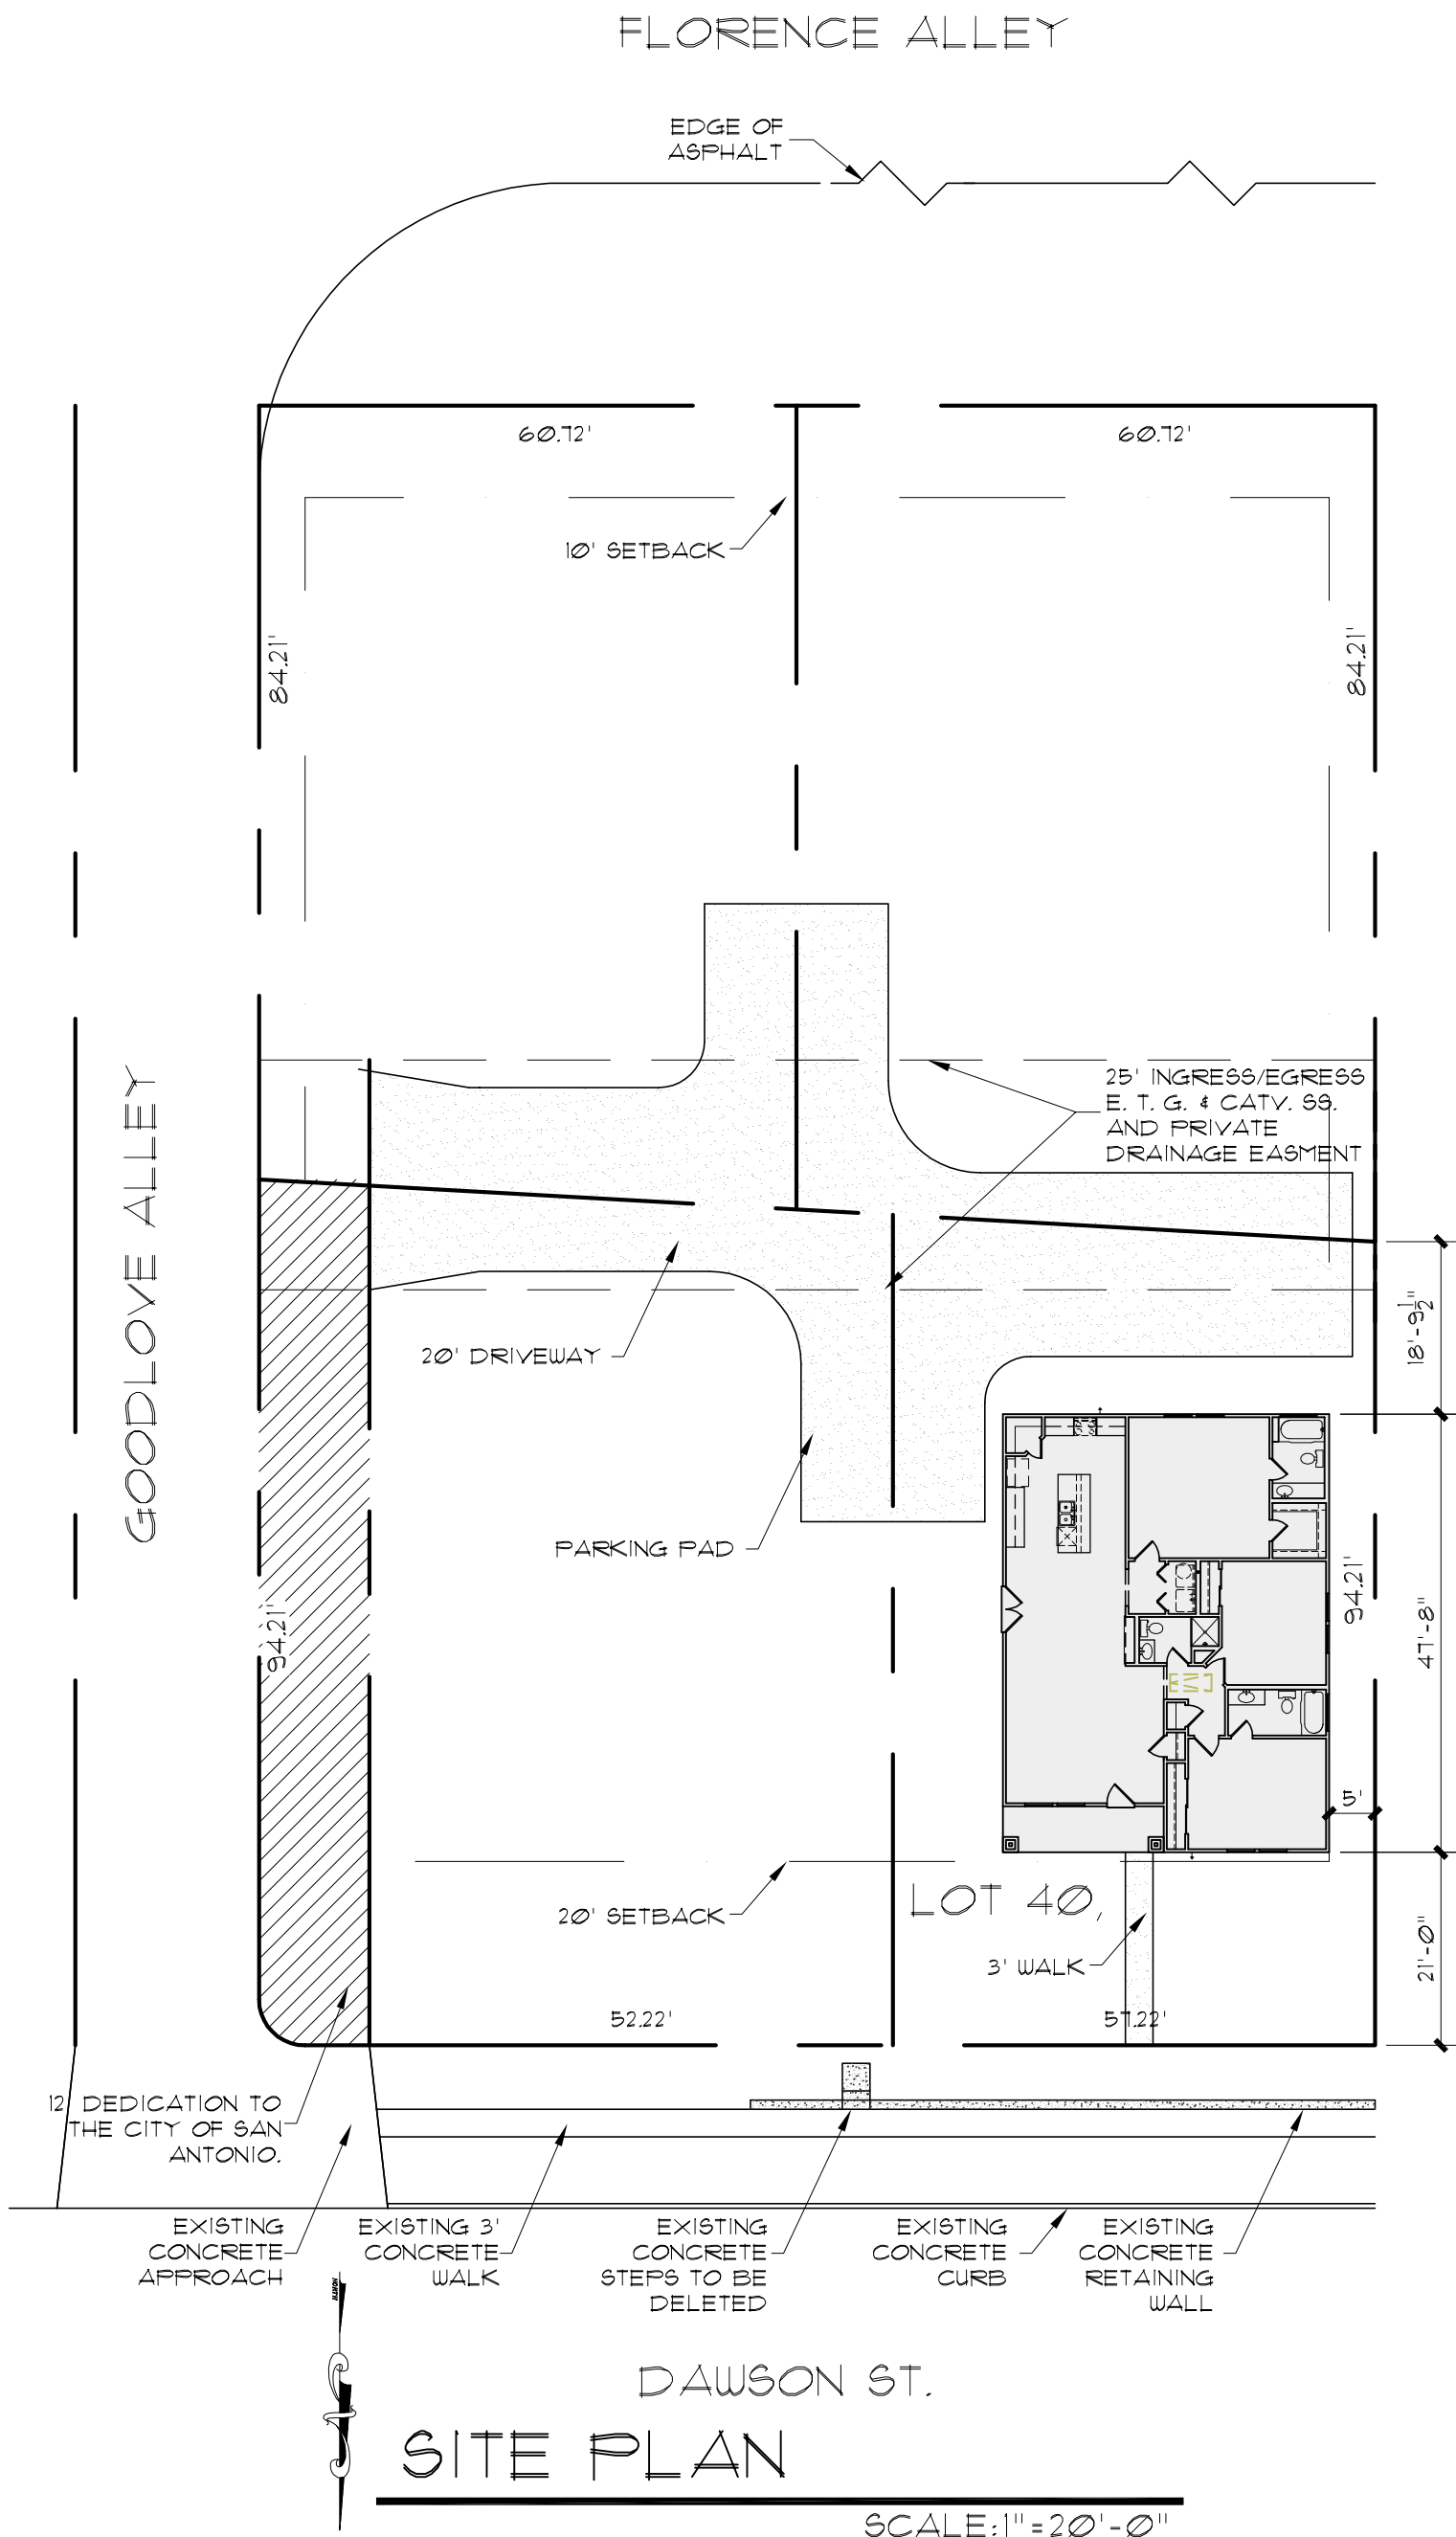 FLORENCE ALLEY
EDGE OF
ASPHALT
60.72'
60.72'
10' SETBACK
84.21'
84.21'
25' INGRESS/EGRESS
E. T. G. & CATV. SS.
AND PRIVATE
DRAINAGE EASMENT
GOODLOVE ALLEY
20' DRIVEWAY
18'-9½"
PARKING PAD
94.21'
94.21'
47'-8"
5'
20' SETBACK
LOT 40,
3' WALK
21'-0"
52.22'
57.22'
12' DEDICATION TO
THE CITY OF SAN
ANTONIO.
EXISTING
CONCRETE
APPROACH
EXISTING 3'
CONCRETE
WALK
EXISTING
CONCRETE
STEPS TO BE
DELETED
EXISTING
CONCRETE
CURB
EXISTING
CONCRETE
RETAINING
WALL
NORTH
DAWSON ST.
SITE PLAN
SCALE:1"=20'-0"